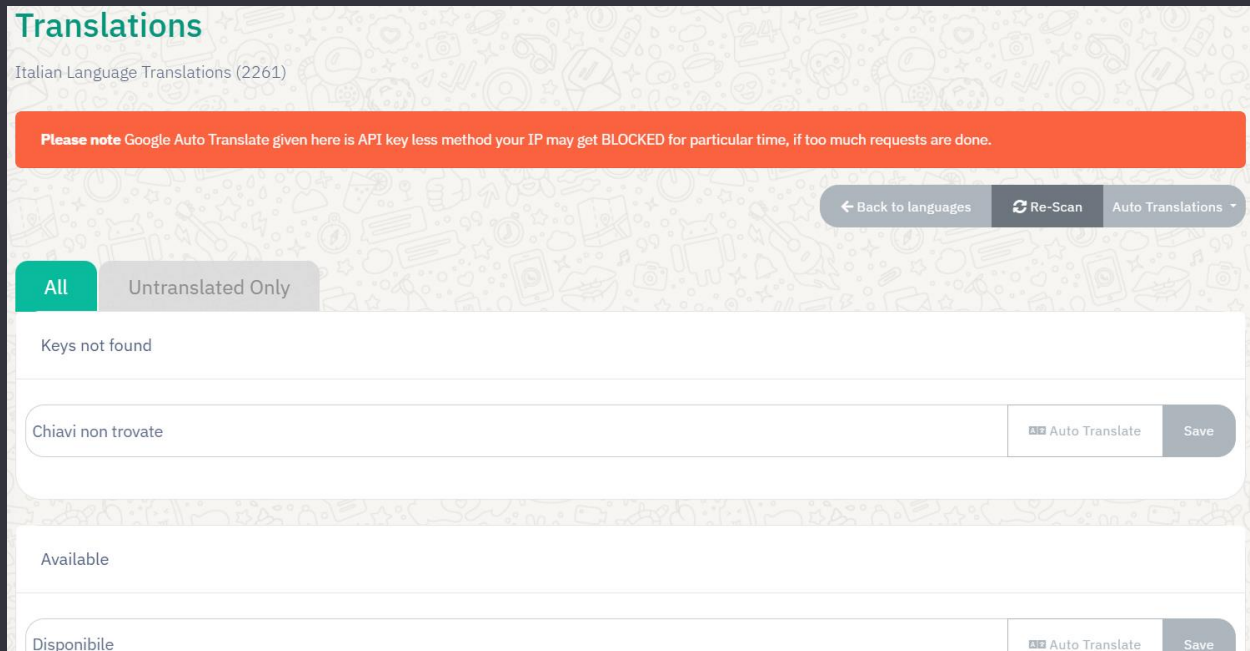 Translations
Italian Language Translations (2261)
Please note Google Auto Translate given here is API key less method your IP may get BLOCKED for particular time, if too much requests are done.
Back to languages Re-Scan Auto Translations
All Untranslated Only
Keys not found
Chiavi non trovate Auto Translate Save
Available
Disponibile Auto Translate Save